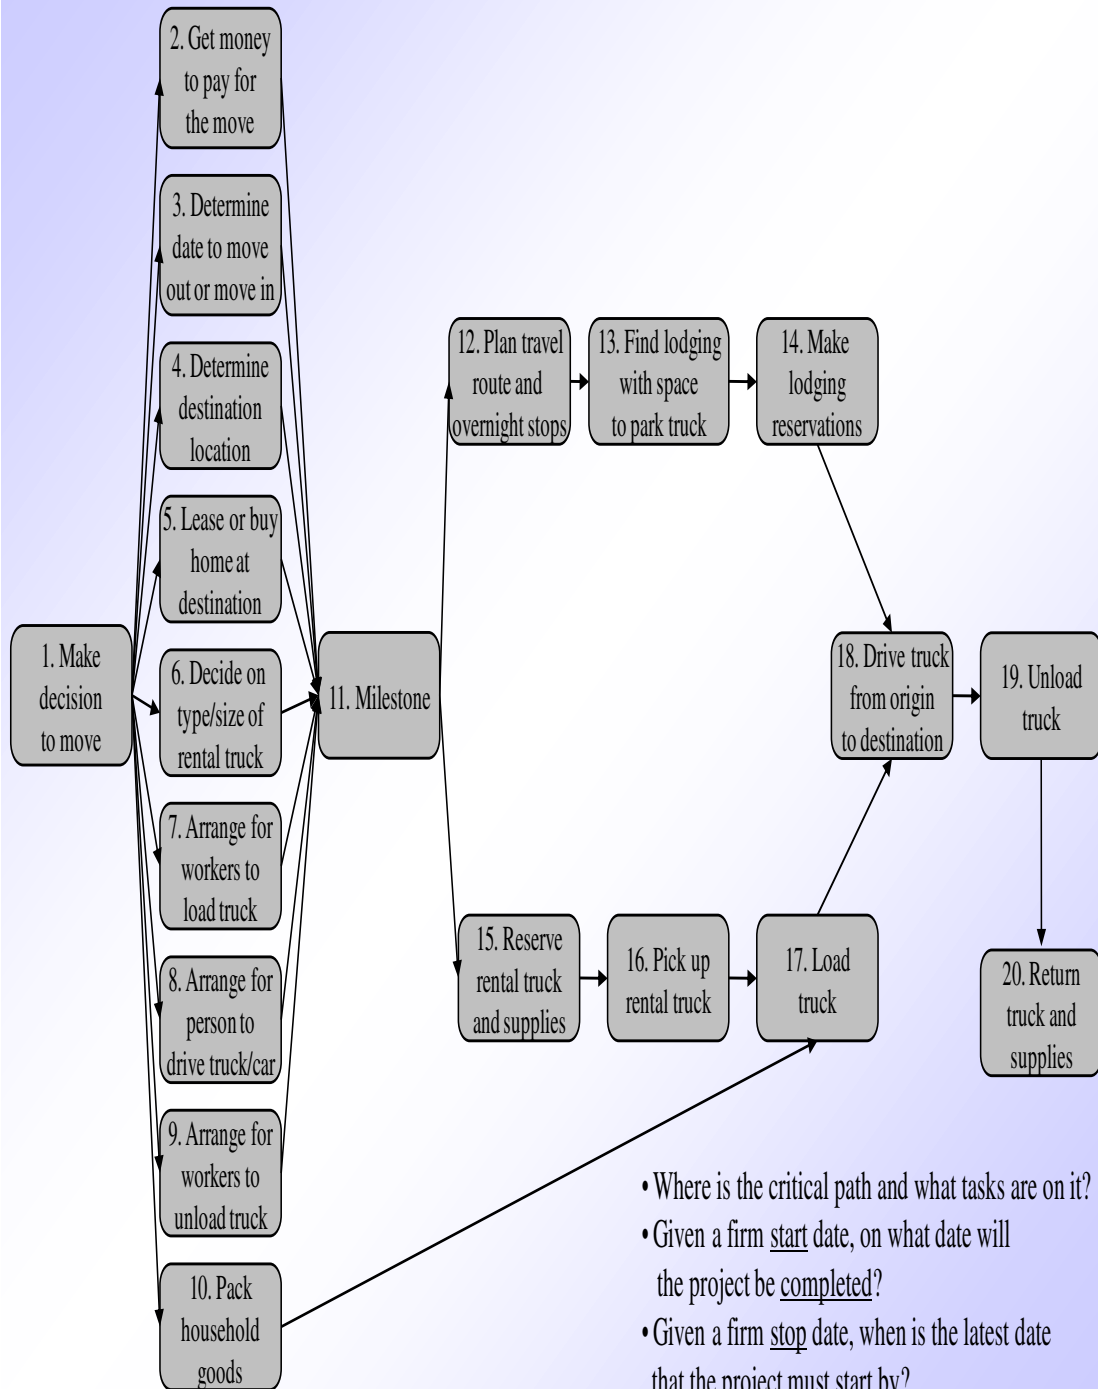 2. Get money
to pay for
the move
3. Determine
date to move
out or move in
4. Determine
destination
location
5. Lease or buy
home at
destination
1. Make
decision
to move
6. Decide on
type/size of
rental truck
7. Arrange for
workers to
load truck
8. Arrange for
person to
drive truck/car
9. Arrange for
workers to
unload truck
10. Pack
household
goods
11. Milestone
12. Plan travel
route and
overnight stops
13. Find lodging
with space
to park truck
14. Make
lodging
reservations
15. Reserve
rental truck
and supplies
16. Pick up
rental truck
17. Load
truck
18. Drive truck
from origin
to destination
19. Unload
truck
20. Return
truck and
supplies
• Where is the critical path and what tasks are on it?
• Given a firm start date, on what date will
the project be completed?
• Given a firm stop date, when is the latest date
that the project must start by?